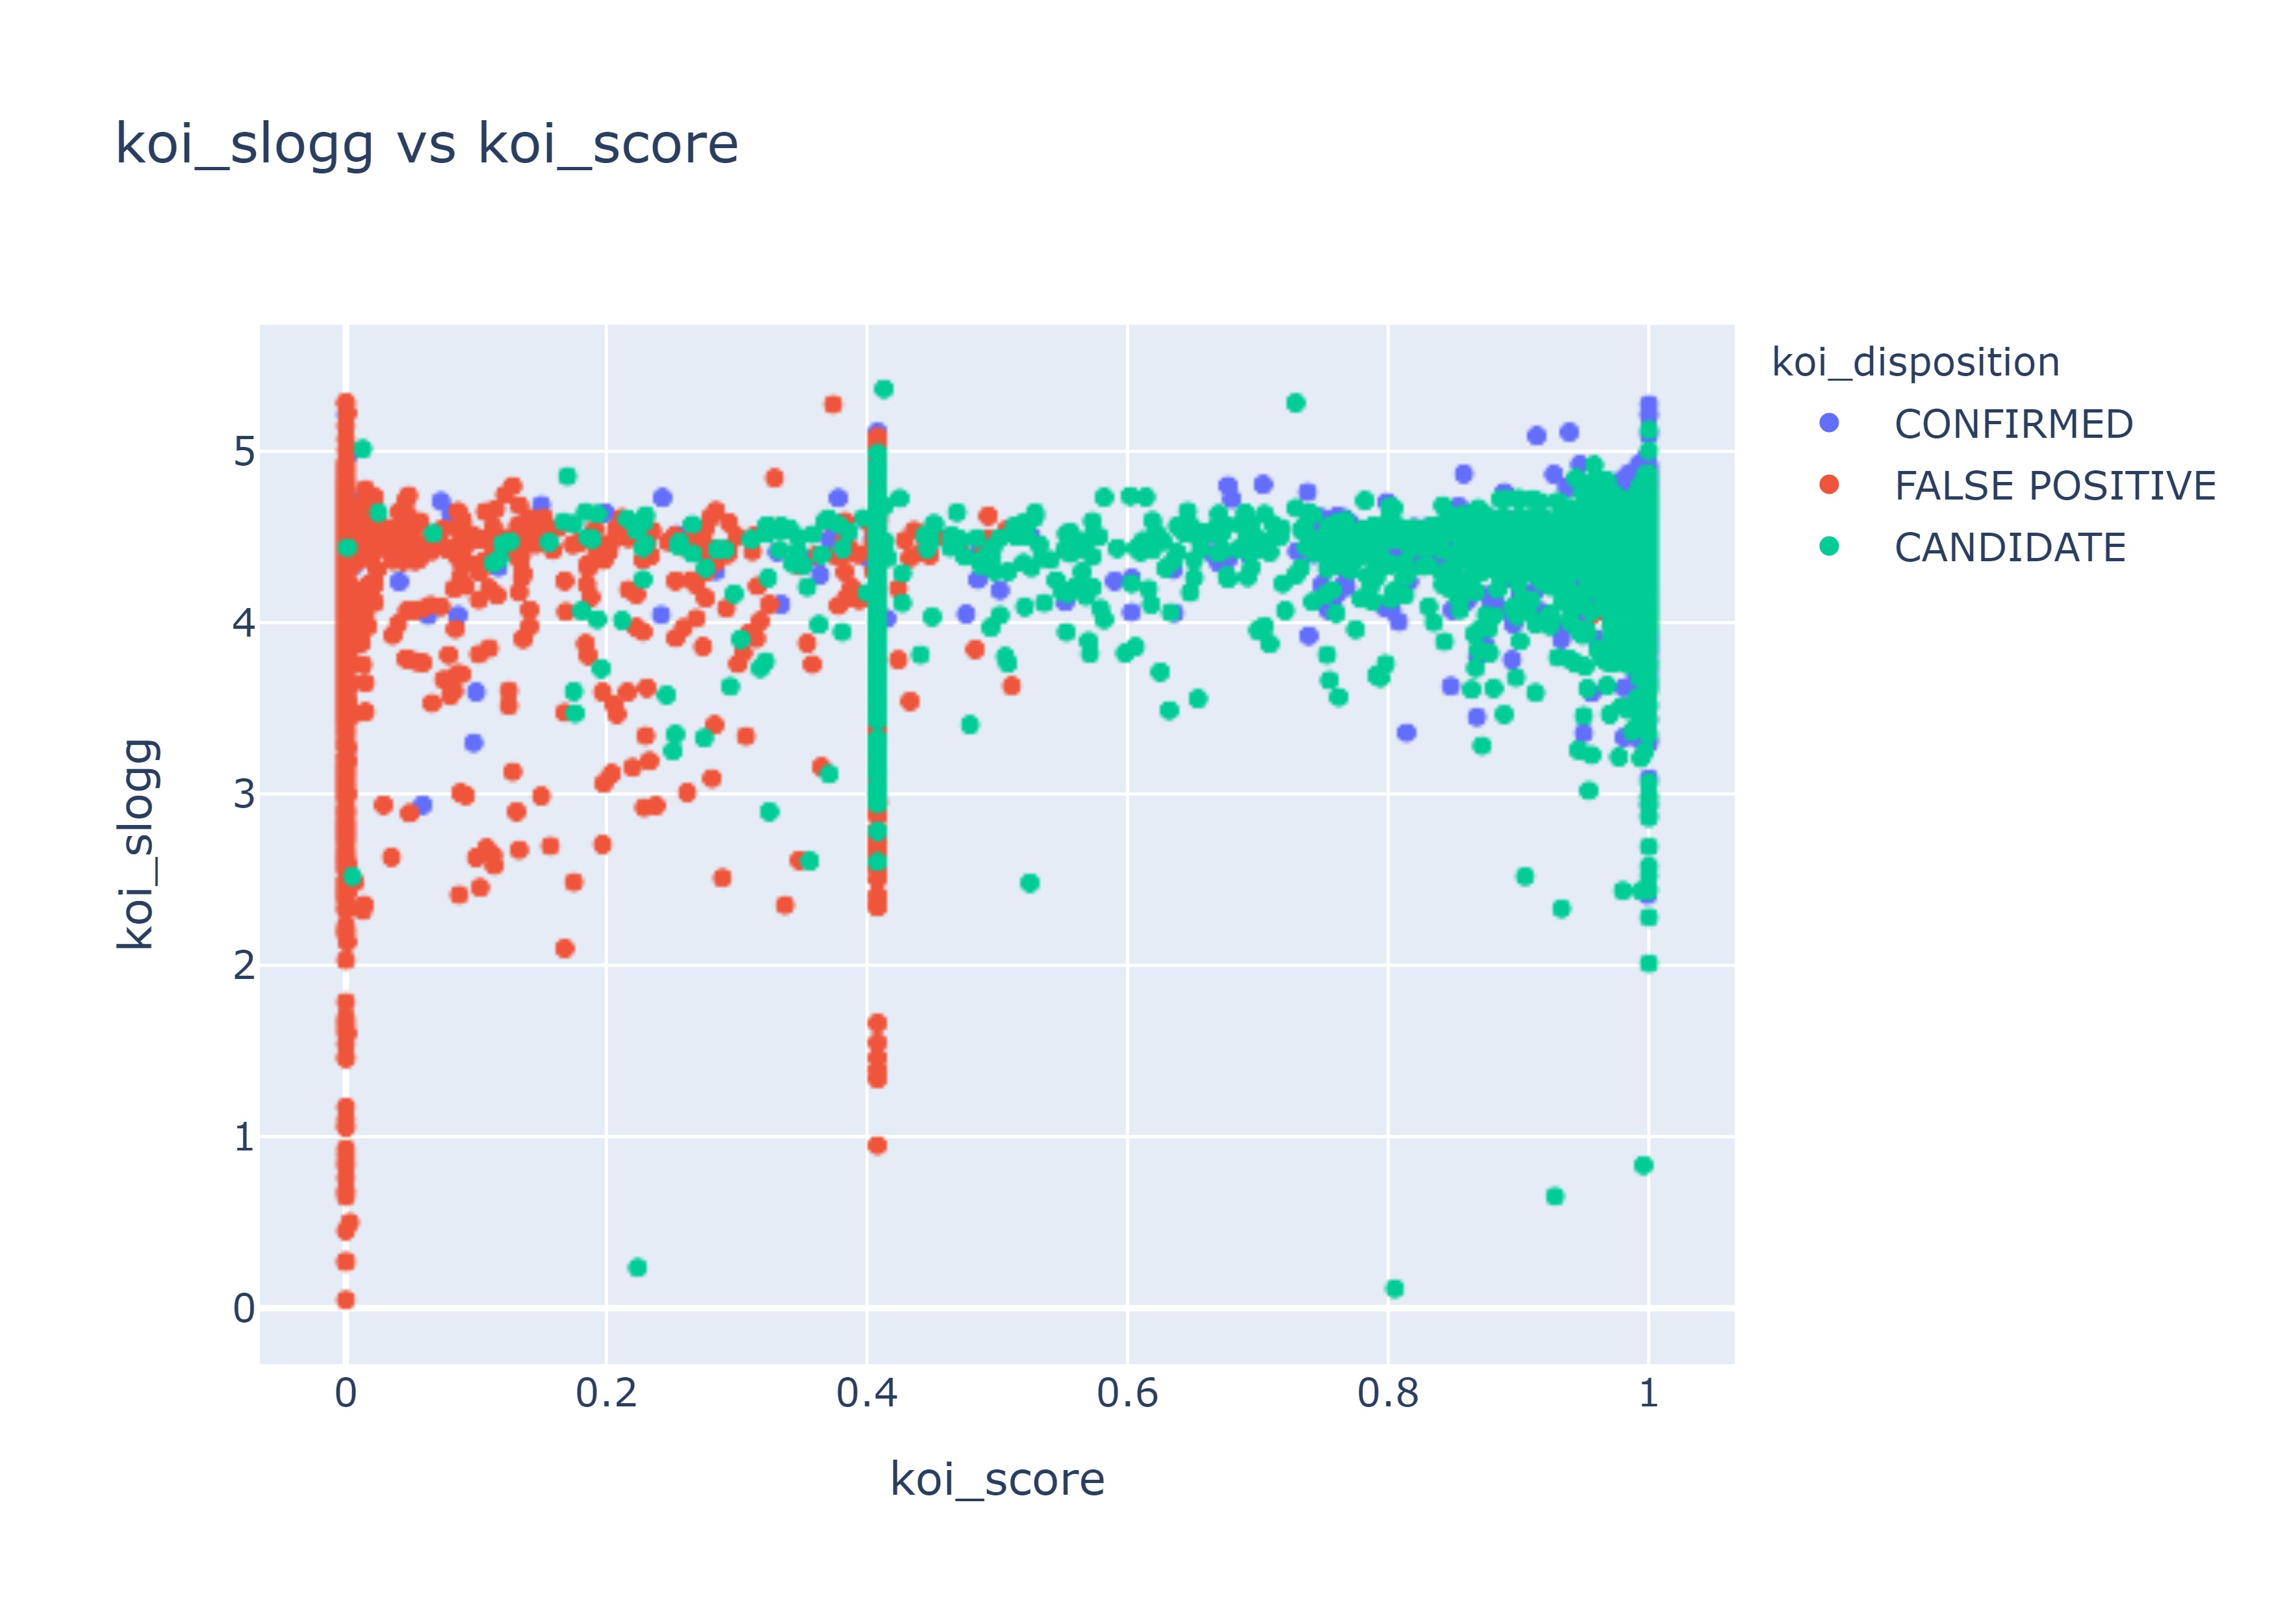 koi_slogg vs koi_score
koi_disposition
CONFIRMED
FALSE POSITIVE
CANDIDATE
5
4
3
2
1
0
koi_slogg
0 0.2 0.4 0.6 0.8 1
koi_score